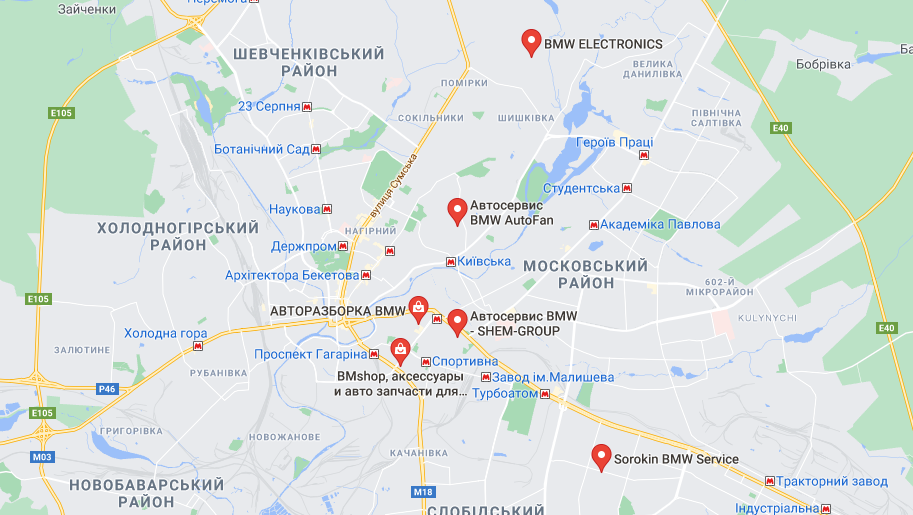 Перемога
Зайченки
ШЕВЧЕНКІВСЬКИЙ
РАЙОН
BMW ELECTRONICS
ВЕЛИКА
ДАНИЛІВКА
Бобрівка
Ба
ПОМІРКИ
23 Серпня
E105
СОКІЛЬНИКИ
ШИШКІВКА
ПІВНІЧНА
САЛТІВКА
E40
Ботанічний Сад
Героїв Праці
вулиця Сумська
Студентська
Наукова
Автосервис
BMW AutoFan
Академіка Павлова
ХОЛОДНОГІРСЬКИЙ
РАЙОН
НАГІРНИЙ
Держпром
Київська
МОСКОВСЬКИЙ
РАЙОН
Архітектора Бекетова
602-Й
МІКРОРАЙОН
E105
АВТОРАЗБОРКА BMW
Автосервис BMW
- SHEM-GROUP
KULYNYCHI
E40
Холодна гора
ЗАЛЮТИНЕ
Проспект Гагаріна
Спортивна
РУБАНІВКА
BMshop, аксессуары
и авто запчасти для...
Завод ім.Малишева
Турбоатом
P46
E105
ГРИГОРІВКА
НОВОЖАНОВЕ
КАЧАНІВКА
M03
Sorokin BMW Service
НОВОБАВАРСЬКИЙ
РАЙОН
M18
Тракторний завод
СЛОБІДСЬКИЙ
Індустріальна